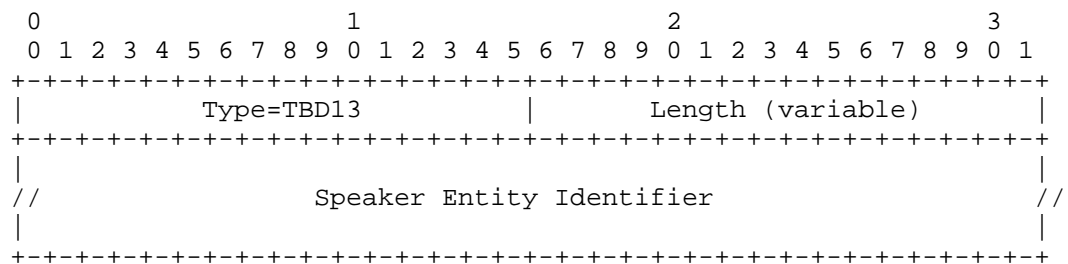 0                   1                   2                   3
 0 1 2 3 4 5 6 7 8 9 0 1 2 3 4 5 6 7 8 9 0 1 2 3 4 5 6 7 8 9 0 1
+-+-+-+-+-+-+-+-+-+-+-+-+-+-+-+-+-+-+-+-+-+-+-+-+-+-+-+-+-+-+-+-+
|           Type=TBD13          |       Length (variable)       |
+-+-+-+-+-+-+-+-+-+-+-+-+-+-+-+-+-+-+-+-+-+-+-+-+-+-+-+-+-+-+-+-+
|                                                               |
//                 Speaker Entity Identifier                    //
|                                                               |
+-+-+-+-+-+-+-+-+-+-+-+-+-+-+-+-+-+-+-+-+-+-+-+-+-+-+-+-+-+-+-+-+